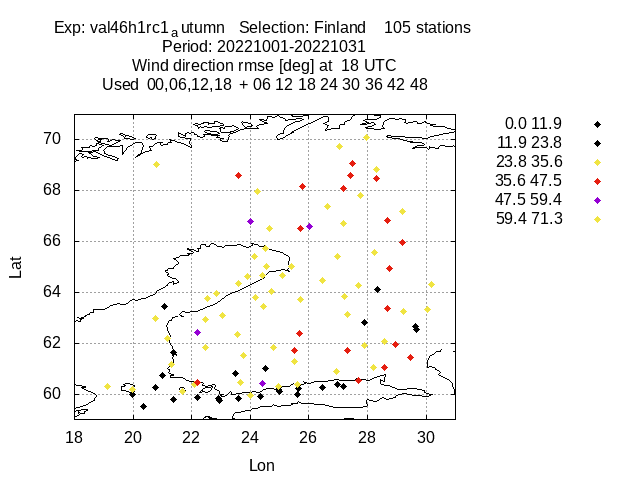 Exp: val46h1rc1a utumn   Selection: Finland    105 stations
Period: 20221001-20221031
Wind direction rmse [deg] at  18 UTC
Used  00,06,12,18  + 06 12 18 24 30 36 42 48
0.0 11.9
11.9 23.8
23.8 35.6
35.6 47.5
47.5 59.4
59.4 71.3
70
68
66
64
62
60
Lat
18 20 22 24 26 28 30
Lon